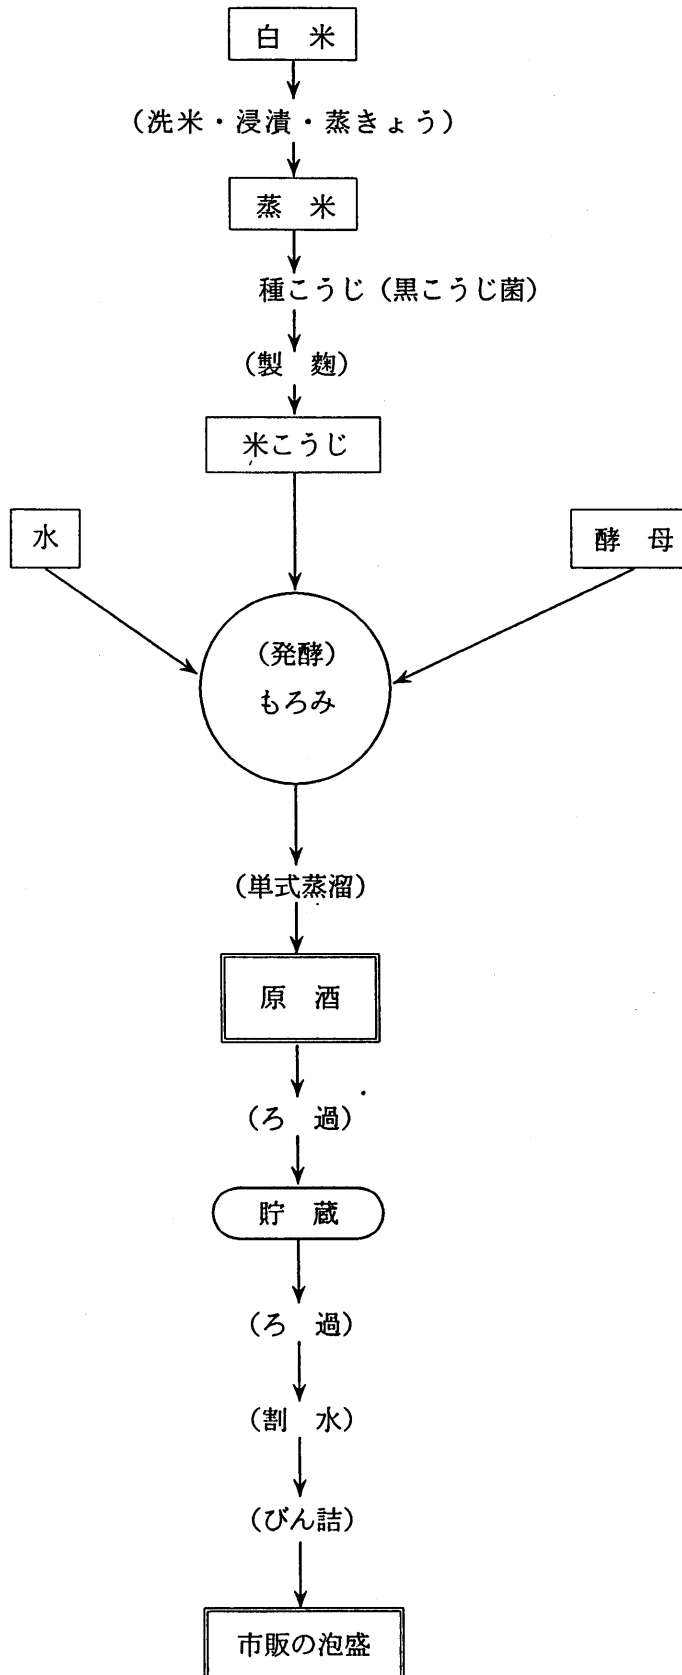 白　米
(洗米・浸漬・蒸きょう)
蒸　米
種こうじ (黒こうじ菌)
(製　麴)
米こうじ
水
酵　母
(発酵)
もろみ
(単式蒸溜)
原　酒
(ろ　過)
貯　蔵
(ろ　過)
(割　水)
(びん詰)
市販の泡盛